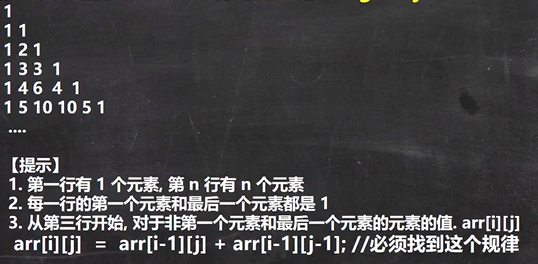 1
1 1
1 2 1
1 3 3 1
1 4 6 4 1
1 5 10 10 5 1
....
【提示】
1. 第一行有 1 个元素, 第 n 行有 n 个元素
2. 每一行的第一个元素和最后一个元素都是 1
3. 从第三行开始, 对于非第一个元素和最后一个元素的元素的值. arr[i][j]
arr[i][j] = arr[i-1][j] + arr[i-1][j-1]; //必须找到这个规律